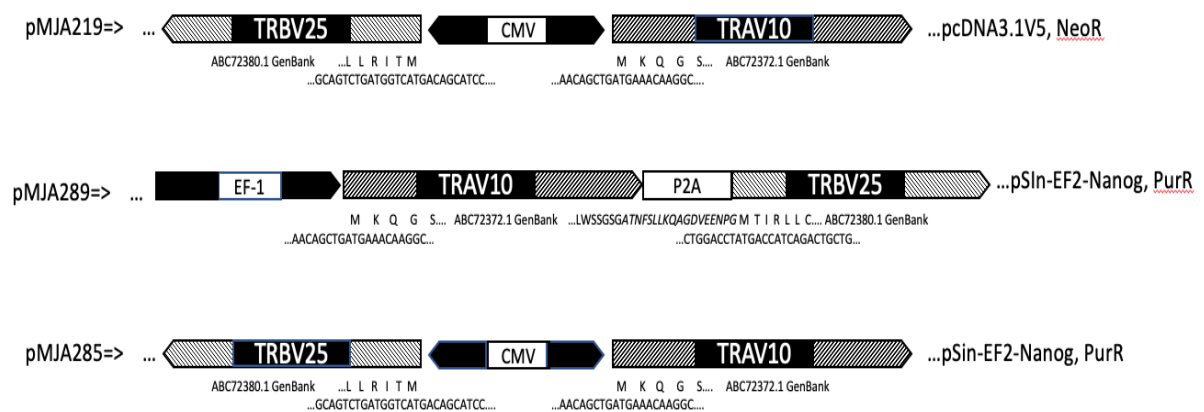 pMJA219=> ... TRBV25 CMV TRAV10 ...pcDNA3.1V5, NeoR
ABC72380.1 GenBank ...L L R I T M M K Q G S.... ABC72372.1 GenBank
...GCAGTCTGATGGTCATGACAGCATCC.... ...AACAGCTGATGAAACAAGGC...
pMJA289=> ... EF-1 TRAV10 P2A TRBV25 ...pSIn-EF2-Nanog, PurR
M K Q G S... ABC72372.1 GenBank ...LWSSGSGATNFSLLKQAGDVEENPG M T I R L L C.... ABC72380.1 GenBank
...AACAGCTGATGAAACAAGGC... ...CTGGACCTATGACCATCAGACTGCTG...
pMJA285=> ... TRBV25 CMV TRAV10 ...pSin-EF2-Nanog, PurR
ABC72380.1 GenBank ...L L R I T M M K Q G S.... ABC72372.1 GenBank
...GCAGTCTGATGGTCATGACAGCATCC.... ...AACAGCTGATGAAACAAGGC...